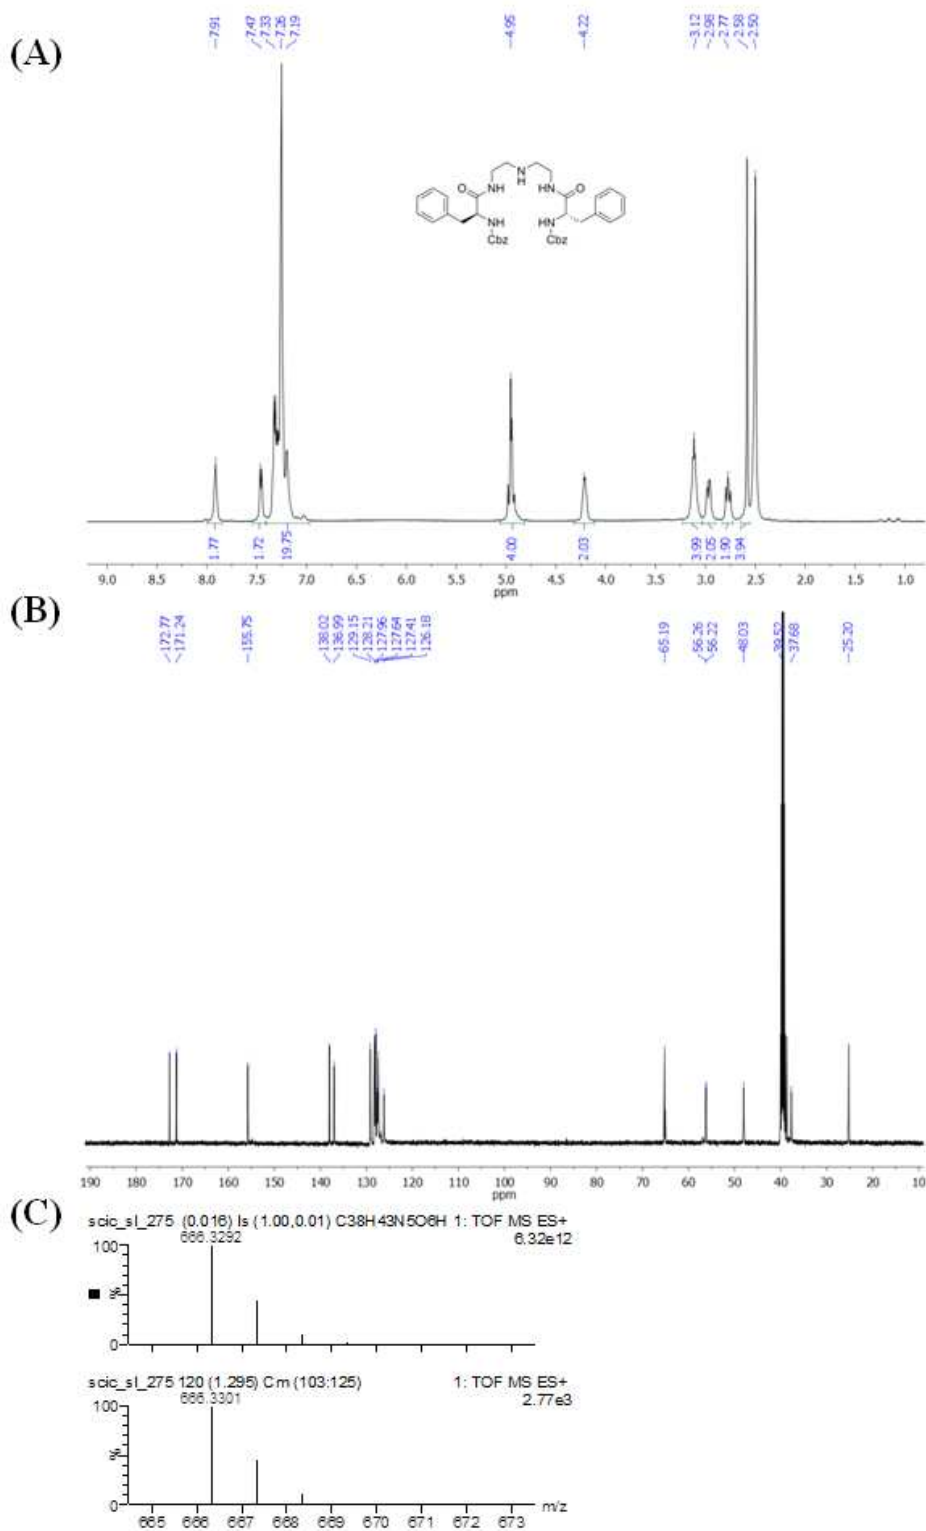 (A)
7.91 7.47 7.33 7.26 7.19 4.95 4.22 3.12 2.98 2.77 2.58 2.50
H
N
O NH HN O
NH HN
Cbz Cbz
1.77 1.72 19.75 4.00 2.03 3.99 2.05 1.90 3.94
9.0 8.5 8.0 7.5 7.0 6.5 6.0 5.5 5.0 4.5 4.0 3.5 3.0 2.5 2.0 1.5 1.0
ppm
(B)
172.77 171.24 155.75 138.02 136.99 129.15 128.21 127.96 127.64 127.41 126.18 65.19 56.26 56.22 48.03 39.52 37.68 25.20
190 180 170 160 150 140 130 120 110 100 90 80 70 60 50 40 30 20 10
ppm
(C)
scic_sl_275 (0.016) Is (1.00,0.01) C38H43N5O6H 1: TOF MS ES+
666.3292 6.32e12
100
%
0
scic_sl_275 120 (1.295) Cm (103:125) 1: TOF MS ES+
666.3301 2.77e3
100
%
0 m/z
665 666 667 668 669 670 671 672 673